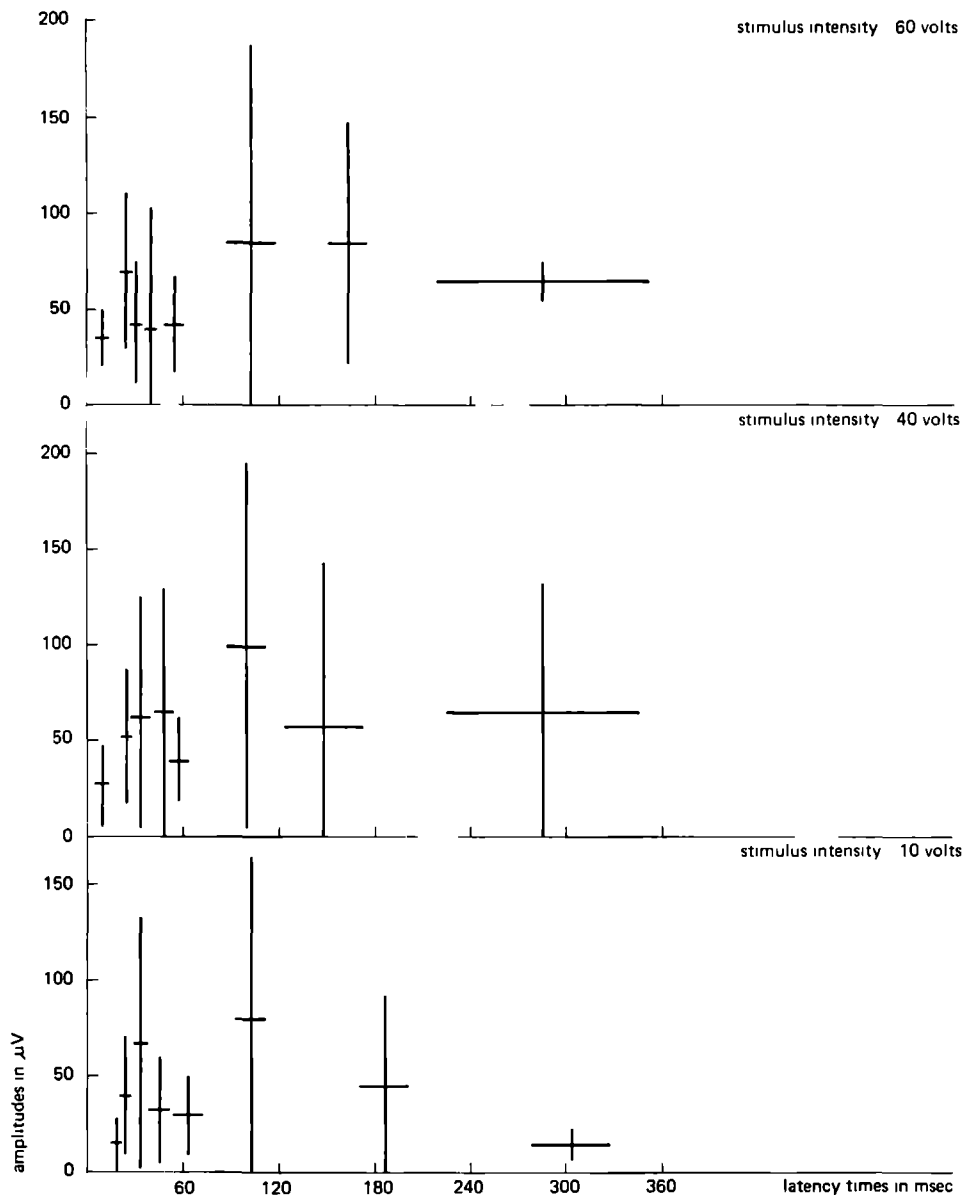 200
stimulus intensity 60 volts
150
100
50
0
stimulus intensity 40 volts
200
150
100
50
0
stimulus intensity 10 volts
150
100
50
0
amplitudes in μV
60 120 180 240 300 360 latency times in msec